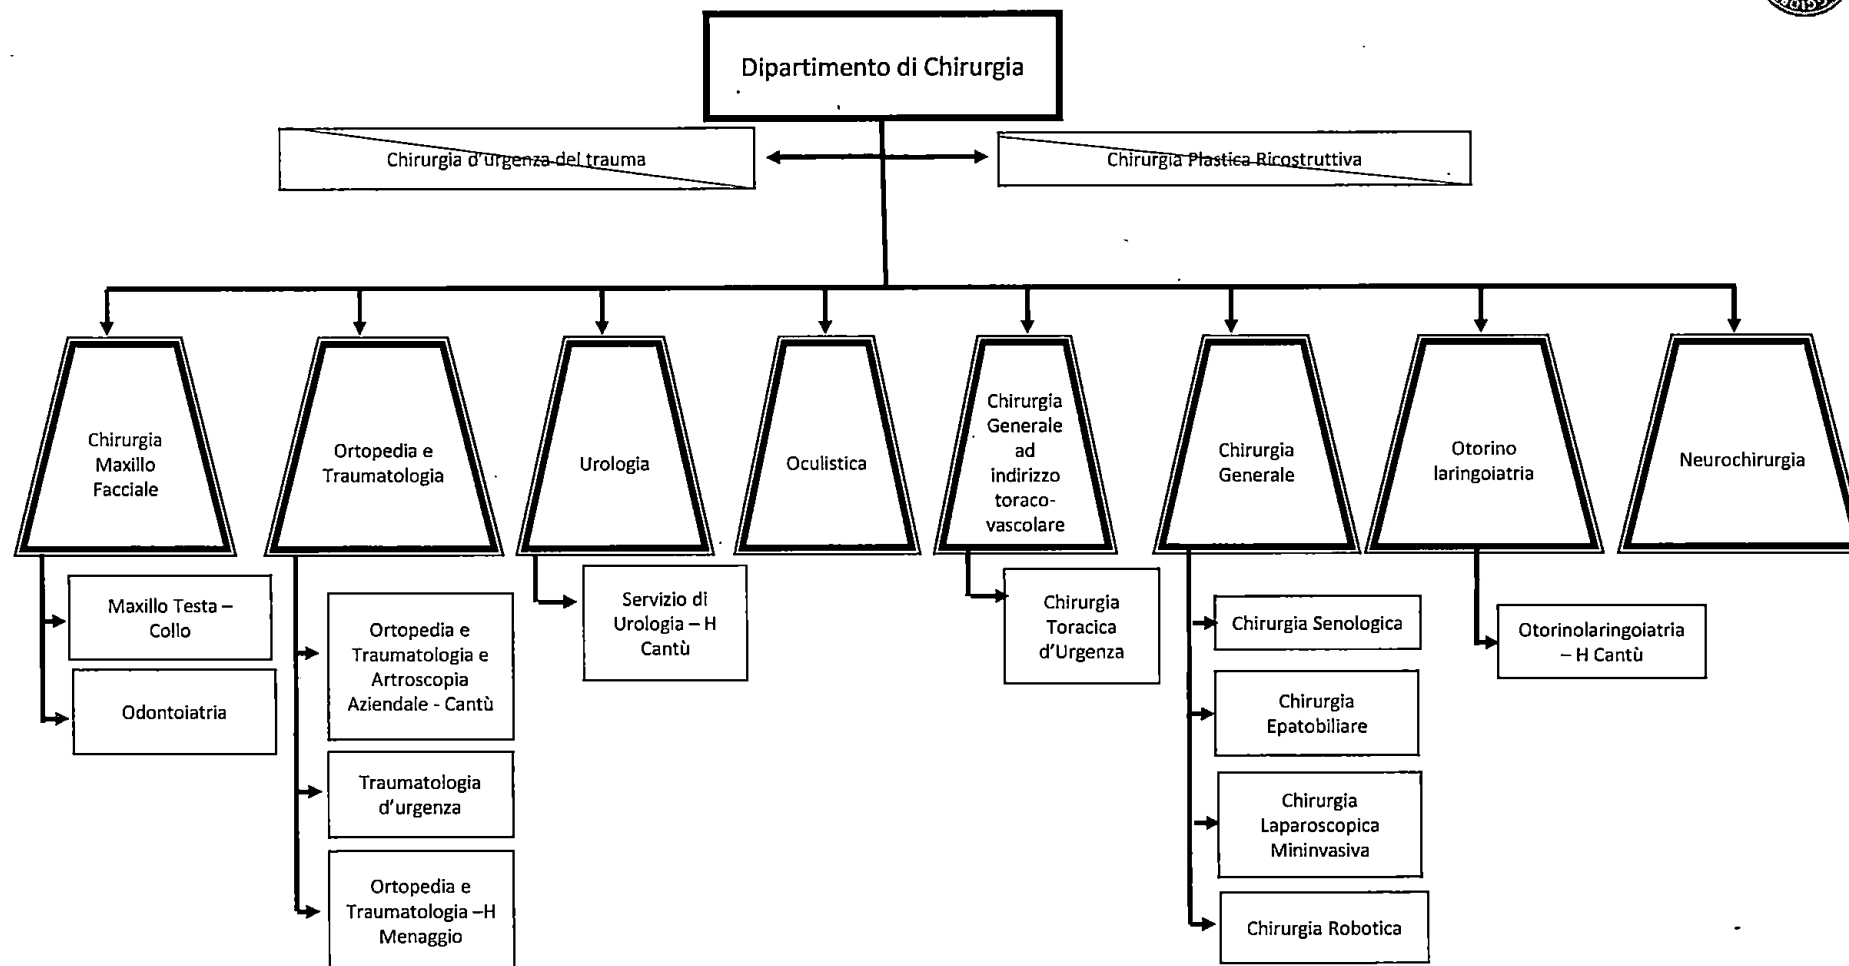 Dipartimento di Chirurgia
Chirurgia d'urgenza del trauma
Chirurgia Plastica Ricostruttiva
Chirurgia
Maxillo
Facciale
Ortopedia e
Traumatologia
Urologia
Oculistica
Chirurgia
Generale
ad
indirizzo
toraco-
vascolare
Chirurgia
Generale
Otorino
laringoiatria
Neurochirurgia
Maxillo Testa –
Collo
Odontoiatria
Ortopedia e
Traumatologia e
Artroscopia
Aziendale - Cantù
Traumatologia
d'urgenza
Ortopedia e
Traumatologia –H
Menaggio
Servizio di
Urologia – H
Cantù
Chirurgia
Toracica
d'Urgenza
Chirurgia Senologica
Chirurgia
Epatobiliare
Chirurgia
Laparoscopica
Mininvasiva
Chirurgia Robotica
Otorinolaringoiatria
– H Cantù